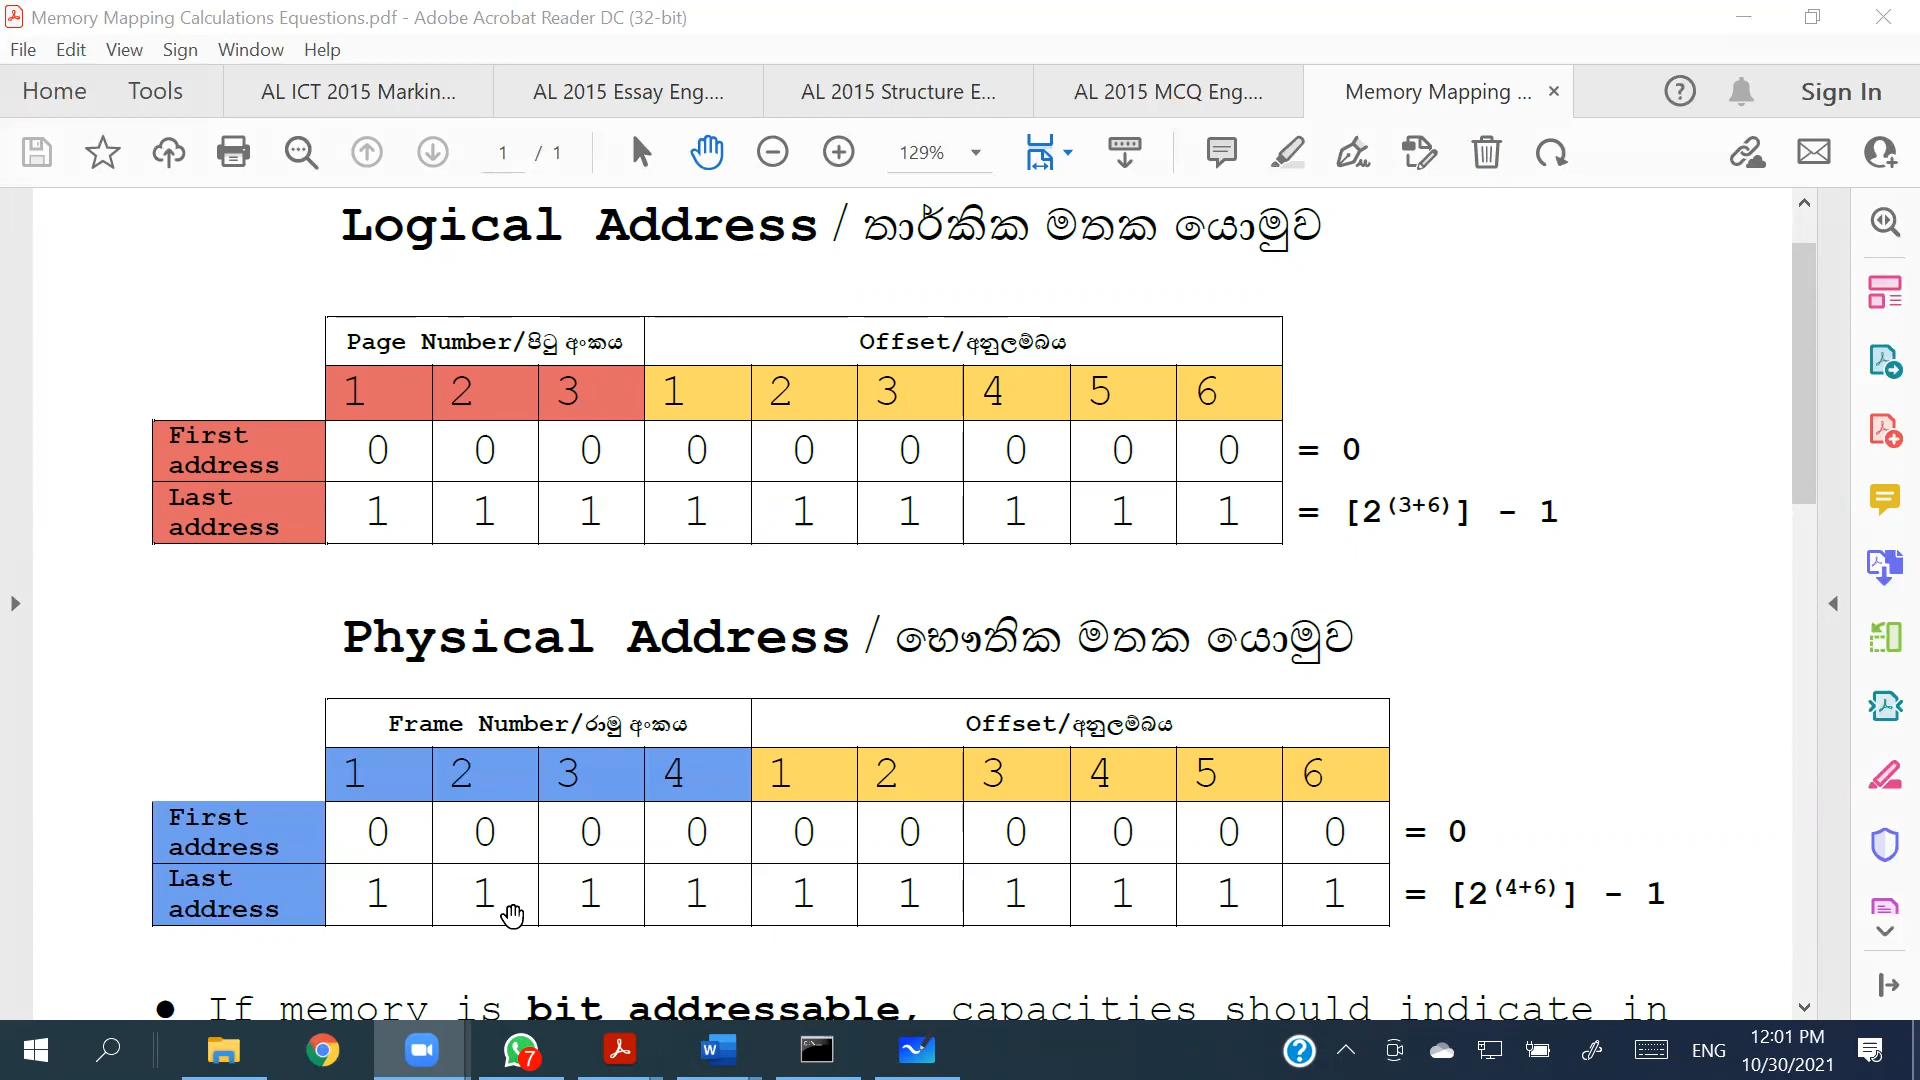 Memory Mapping Calculations Equestions.pdf - Adobe Acrobat Reader DC (32-bit)
File Edit View Sign Window Help
Home Tools AL ICT 2015 Markin... AL 2015 Essay Eng.... AL 2015 Structure E... AL 2015 MCQ Eng.... Memory Mapping ... × Sign In
1 / 1 129%
Logical Address / තාර්කික මතක යොමුව
Page Number/පිටු අංකය Offset/අනුලම්බය
1 2 3 1 2 3 4 5 6
First address 0 0 0 0 0 0 0 0 0 = 0
Last address 1 1 1 1 1 1 1 1 1 = [2^(3+6)] - 1
Physical Address / භෞතික මතක යොමුව
Frame Number/රාමු අංකය Offset/අනුලම්බය
1 2 3 4 1 2 3 4 5 6
First address 0 0 0 0 0 0 0 0 0 0 = 0
Last address 1 1 1 1 1 1 1 1 1 1 = [2^(4+6)] - 1
● If memory is bit addressable, capacities should indicate in
7 ENG 12:01 PM
10/30/2021